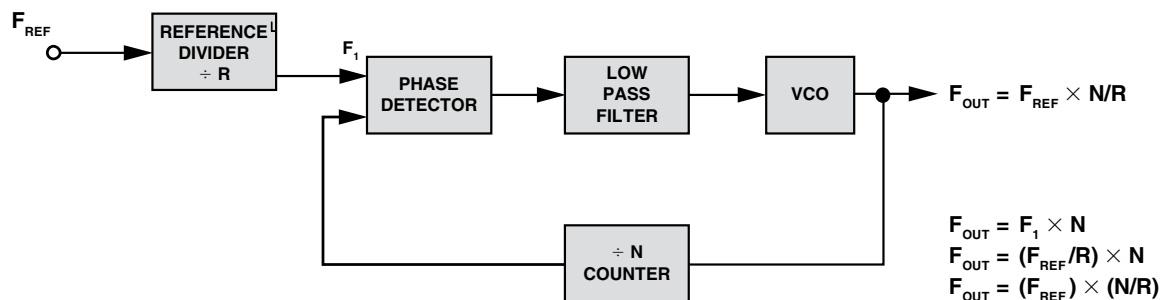 F_REF
REFERENCE
DIVIDER
÷ R
F_1
PHASE
DETECTOR
LOW
PASS
FILTER
VCO
F_OUT = F_REF × N/R
÷ N
COUNTER
F_OUT = F_1 × N
F_OUT = (F_REF/R) × N
F_OUT = (F_REF) × (N/R)